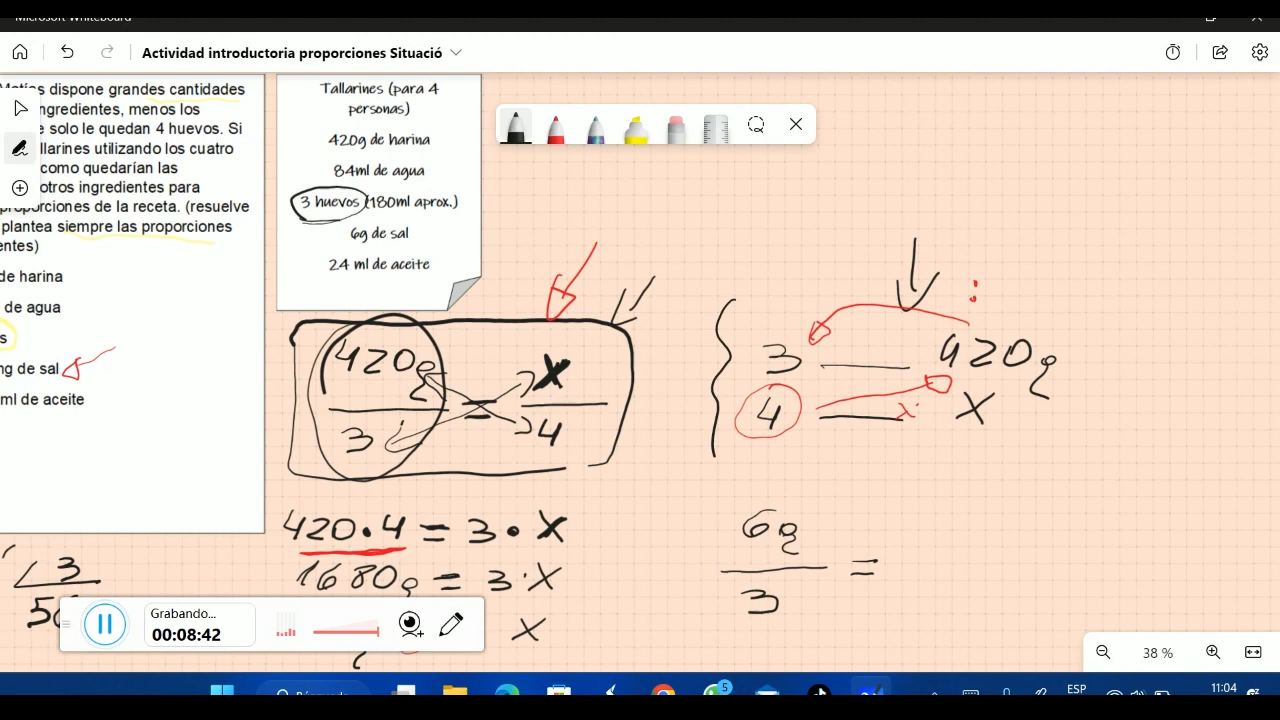 Microsoft Whiteboard
Actividad introductoria proporciones Situació
Matías dispone grandes cantidades
ingredientes, menos los
e solo le quedan 4 huevos. Si
llarines utilizando los cuatro
como quedarían las
otros ingredientes para
proporciones de la receta. (resuelve
plantea siempre las proporciones
entes)
de harina
de agua
s
ng de sal
ml de aceite
Tallarines (para 4
personas)
420g de harina
84ml de agua
3 huevos (180ml aprox.)
6g de sal
24 ml de aceite
420g = x
3 4
420·4 = 3·X
1680g = 3·X
X
: 
3 — 420g
4 — X
6g =
3
3
Grabando...
00:08:42
38 %
Búsqueda
5
ESP
11:04